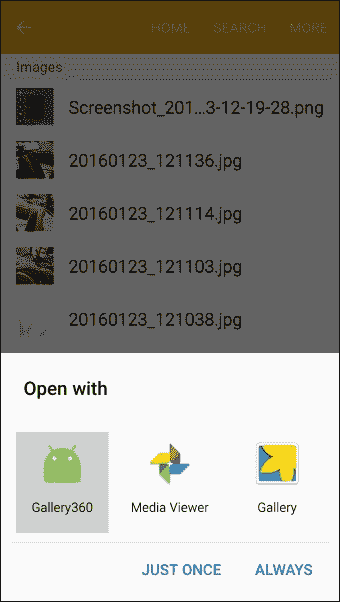 HOME SEARCH MORE
Images
Screenshot_201...3-12-19-28.png
20160123_121136.jpg
20160123_121114.jpg
20160123_121103.jpg
20160123_121038.jpg
Open with
Gallery360 Media Viewer Gallery
JUST ONCE ALWAYS